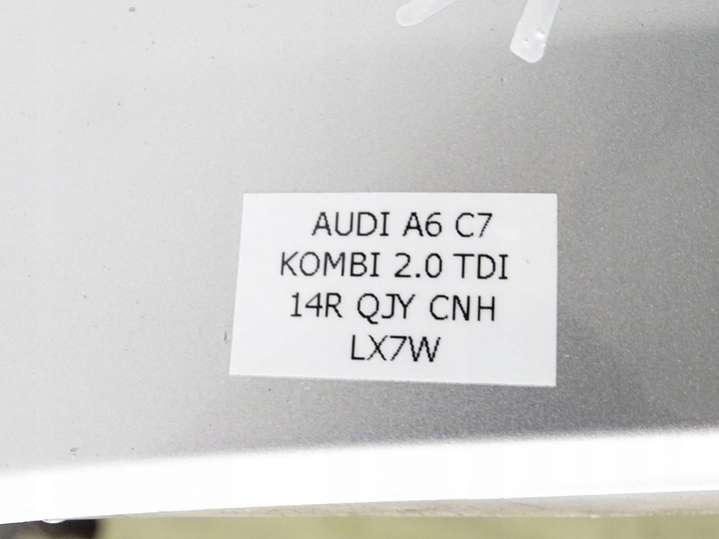 AUDI A6 C7
KOMBI 2.0 TDI
14R QJY CNH
LX7W